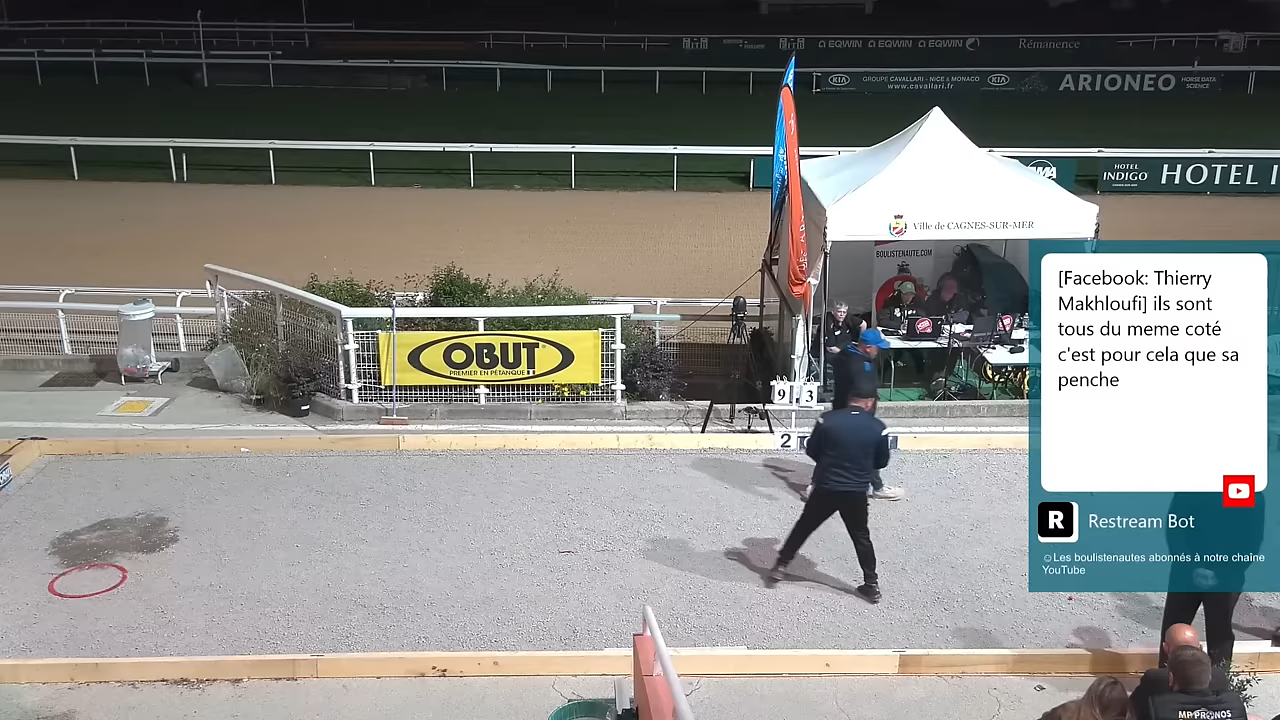 EQWIN EQWIN EQWIN
Rémanence
KIA
GROUPE CAVALLARI - NICE & MONACO
www.cavallari.fr
KIA
ARIONEO
HORSE DATA
SCIENCE
HOTEL
INDIGO
HOTEL I
Ville de CAGNES-SUR-MER
BOULISTENAUTE.COM
OBUT
PREMIER EN PÉTANQUE
9 3
2
[Facebook: Thierry
Makhloufi] ils sont
tous du meme coté
c'est pour cela que sa
penche
R
Restream Bot
☺Les boulistenautes abonnés à notre chaîne
YouTube
MP PRONOS